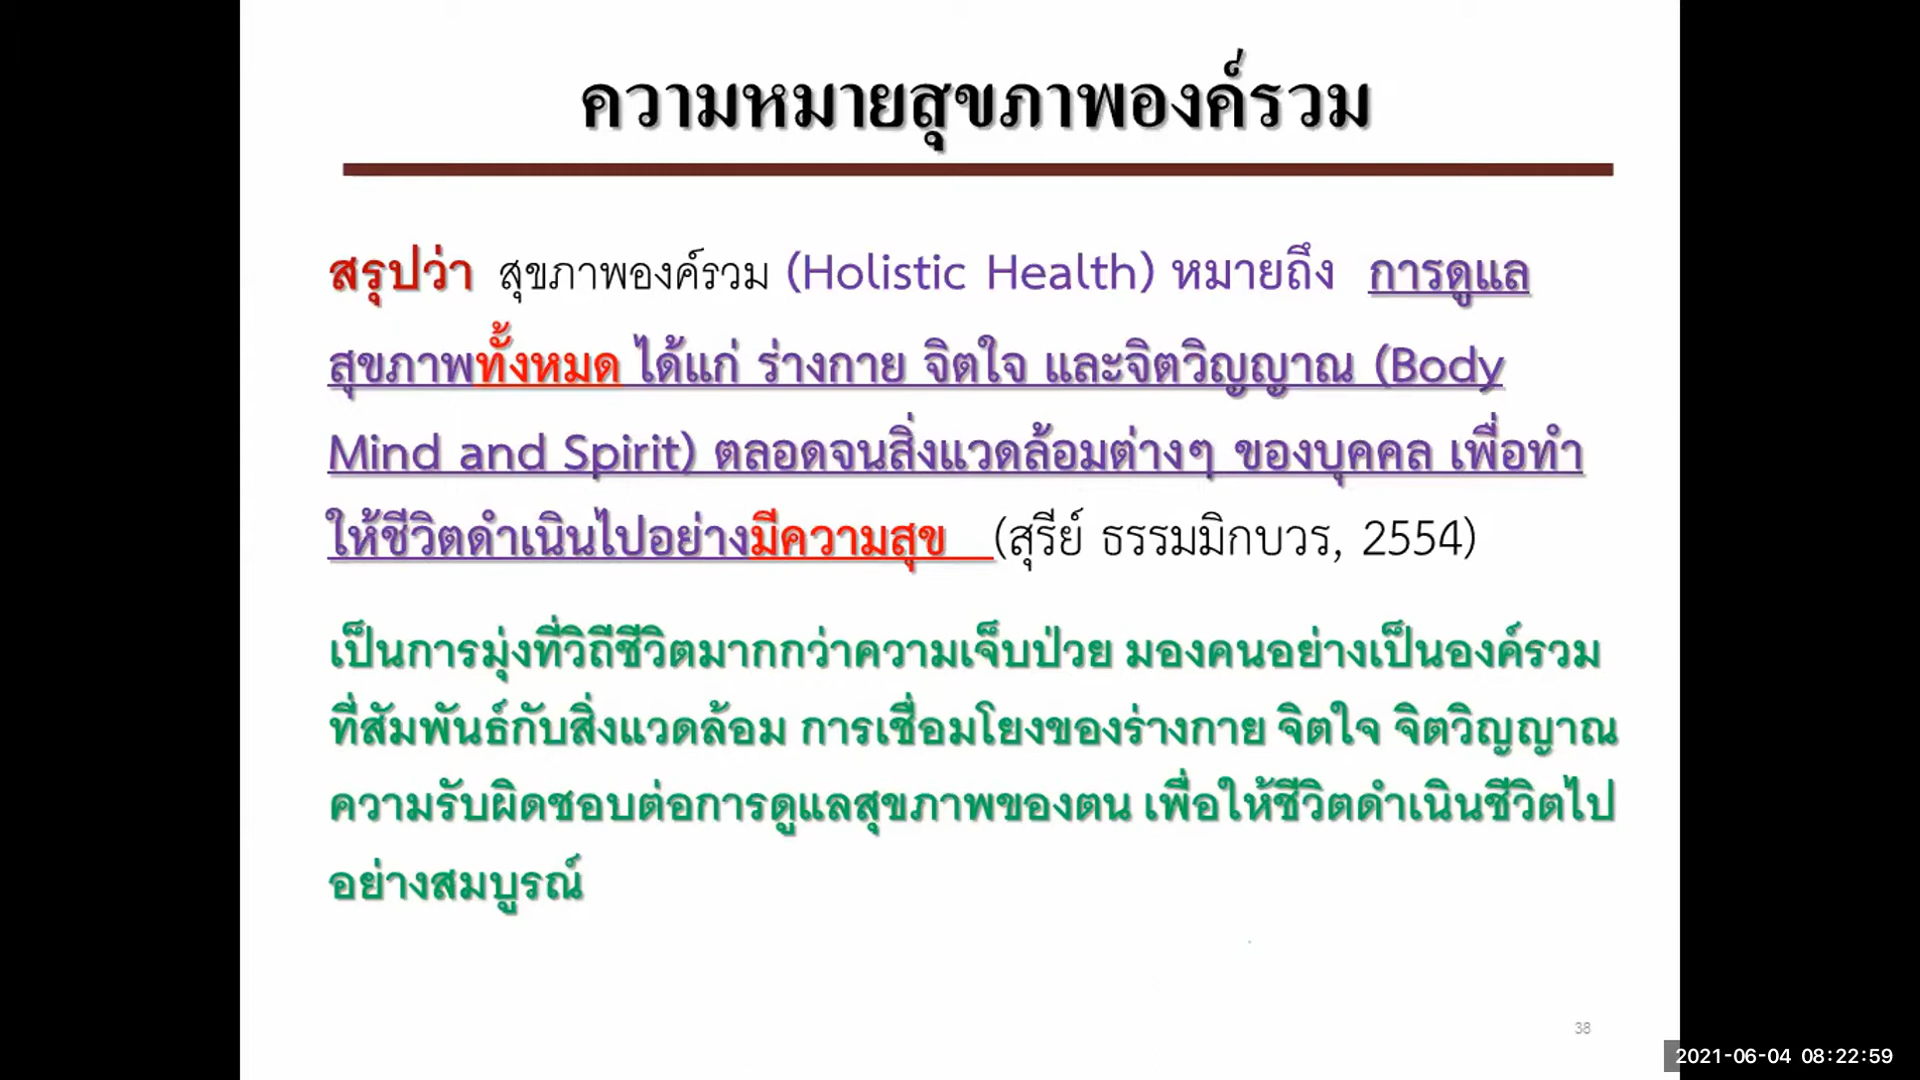 ความหมายสุขภาพองค์รวม
สรุปว่า สุขภาพองค์รวม (Holistic Health) หมายถึง การดูแล
สุขภาพทั้งหมด ได้แก่ ร่างกาย จิตใจ และจิตวิญญาณ (Body
Mind and Spirit) ตลอดจนสิ่งแวดล้อมต่างๆ ของบุคคล เพื่อทำ
ให้ชีวิตดำเนินไปอย่างมีความสุข (สุรีย์ ธรรมมิกบวร, 2554)
เป็นการมุ่งที่วิถีชีวิตมากกว่าความเจ็บป่วย มองคนอย่างเป็นองค์รวม
ที่สัมพันธ์กับสิ่งแวดล้อม การเชื่อมโยงของร่างกาย จิตใจ จิตวิญญาณ
ความรับผิดชอบต่อการดูแลสุขภาพของตน เพื่อให้ชีวิตดำเนินชีวิตไป
อย่างสมบูรณ์
38
2021-06-04 08:22:59